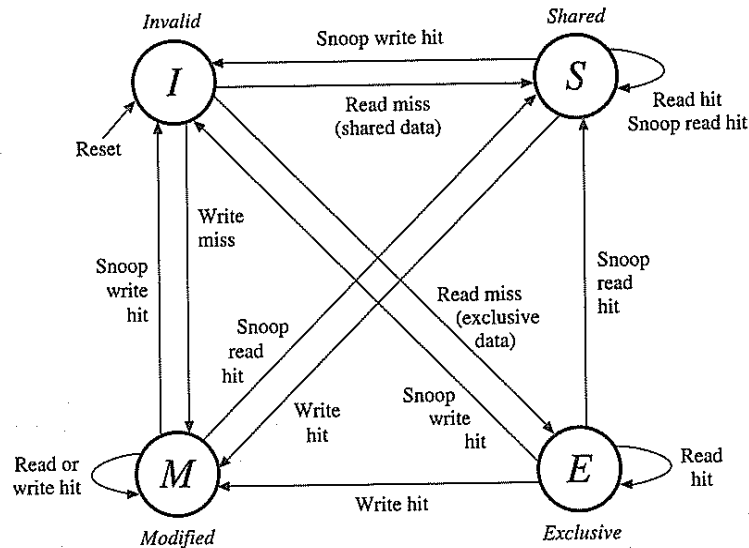 Invalid
Shared
Snoop write hit
I
S
Read miss
(shared data)
Read hit
Snoop read hit
Reset
Write
miss
Snoop
write
hit
Snoop
read
hit
Read miss
(exclusive
data)
Snoop
read
hit
Write
hit
Snoop
write
hit
Read or
write hit
M
E
Read
hit
Write hit
Modified
Exclusive